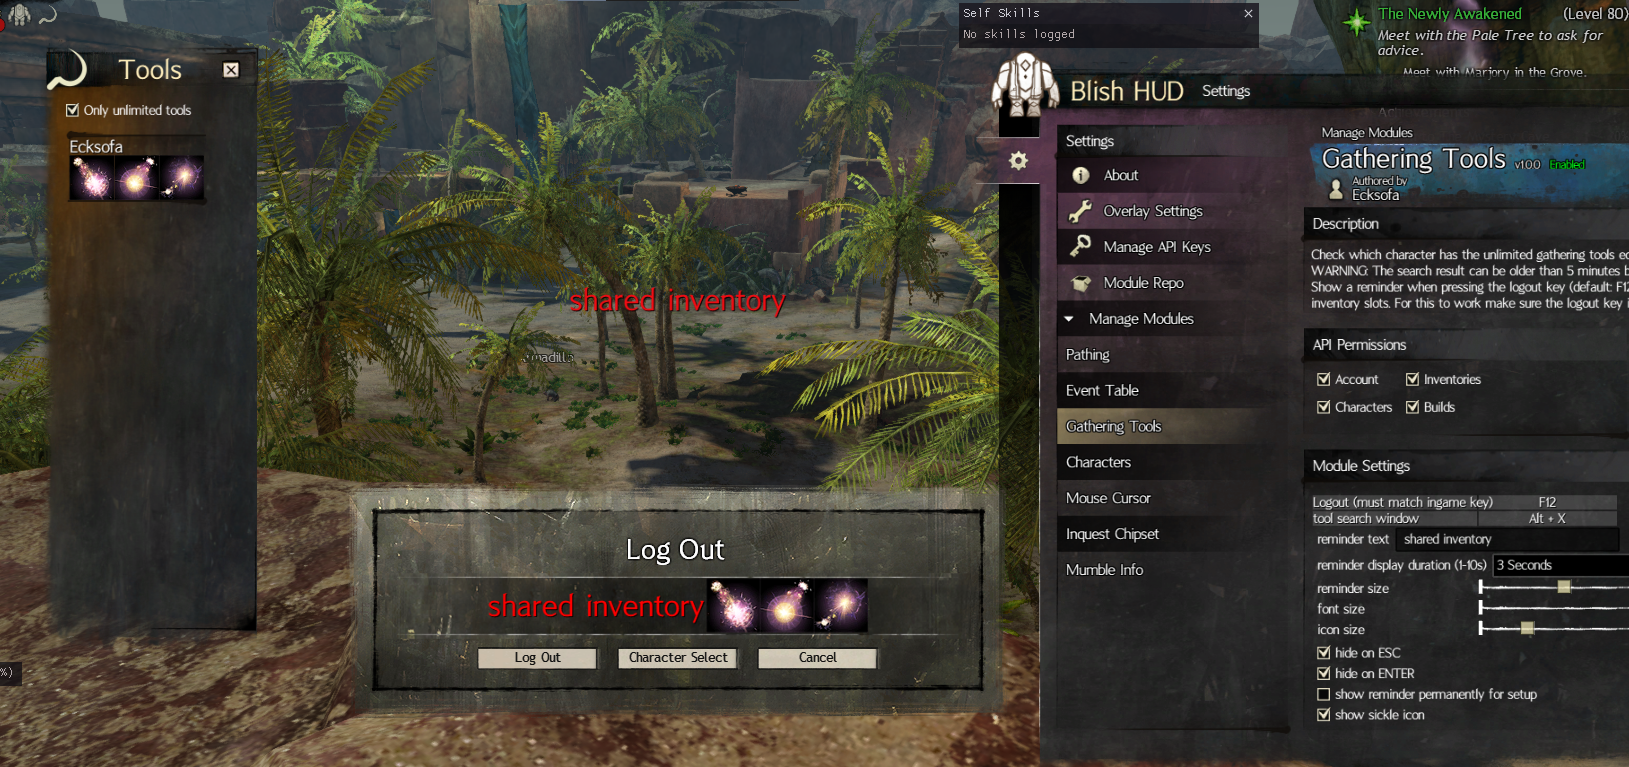 Self Skills
No skills logged
The Newly Awakened (Level 80)
Meet with the Pale Tree to ask for
advice.
Meet with Marjory in the Grove.
Tools
Only unlimited tools
Ecksofa
shared inventory
Log Out
shared inventory
Log Out Character Select Cancel
%)
Blish HUD Settings
Settings
About
Overlay Settings
Manage API Keys
Module Repo
Manage Modules
Pathing
Event Table
Gathering Tools
Characters
Mouse Cursor
Inquest Chipset
Mumble Info
Manage Modules
Gathering Tools v1.0.0 Enabled
Authored by
Ecksofa
Description
Check which character has the unlimited gathering tools
WARNING: The search result can be older than 5 minutes
Show a reminder when pressing the logout key (default:
inventory slots. For this to work make sure the logout key
API Permissions
Account Inventories
Characters Builds
Module Settings
Logout (must match ingame key) F12
tool search window Alt + X
reminder text shared inventory
reminder display duration (1-10s) 3 Seconds
reminder size
font size
icon size
hide on ESC
hide on ENTER
show reminder permanently for setup
show sickle icon